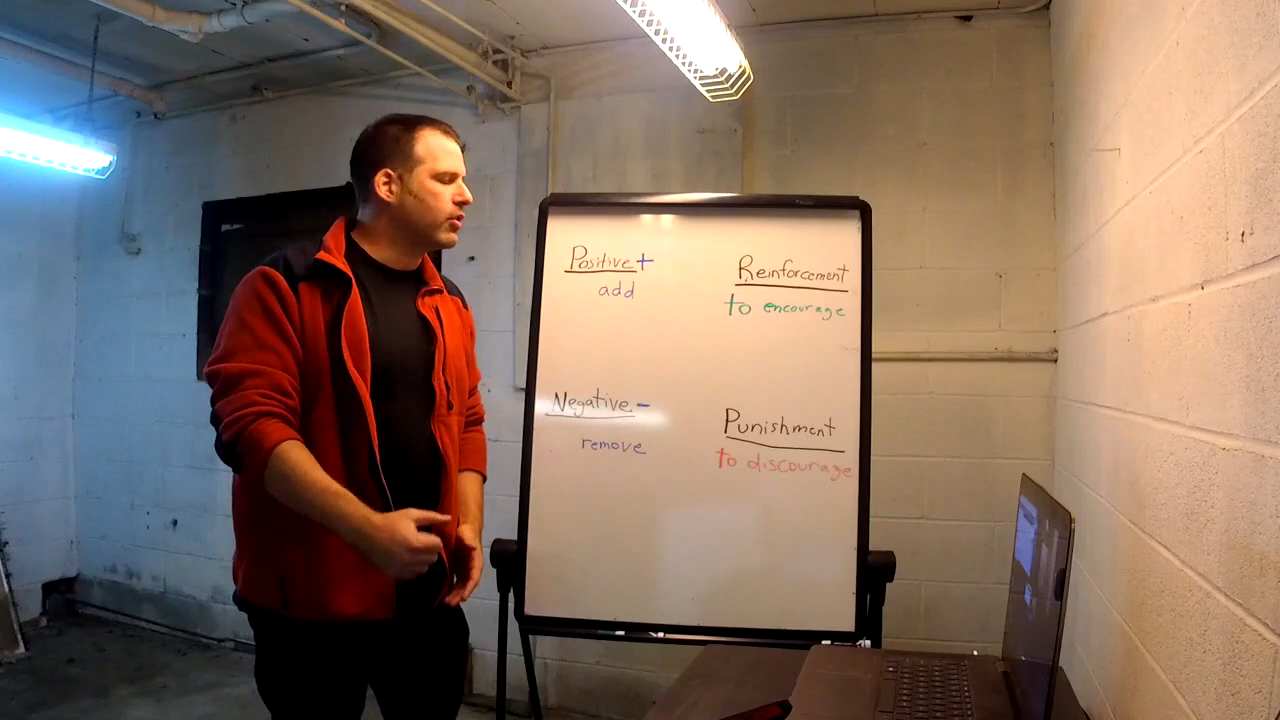 Positive+
add
Reinforcement
to encourage
Negative-
remove
Punishment
to discourage